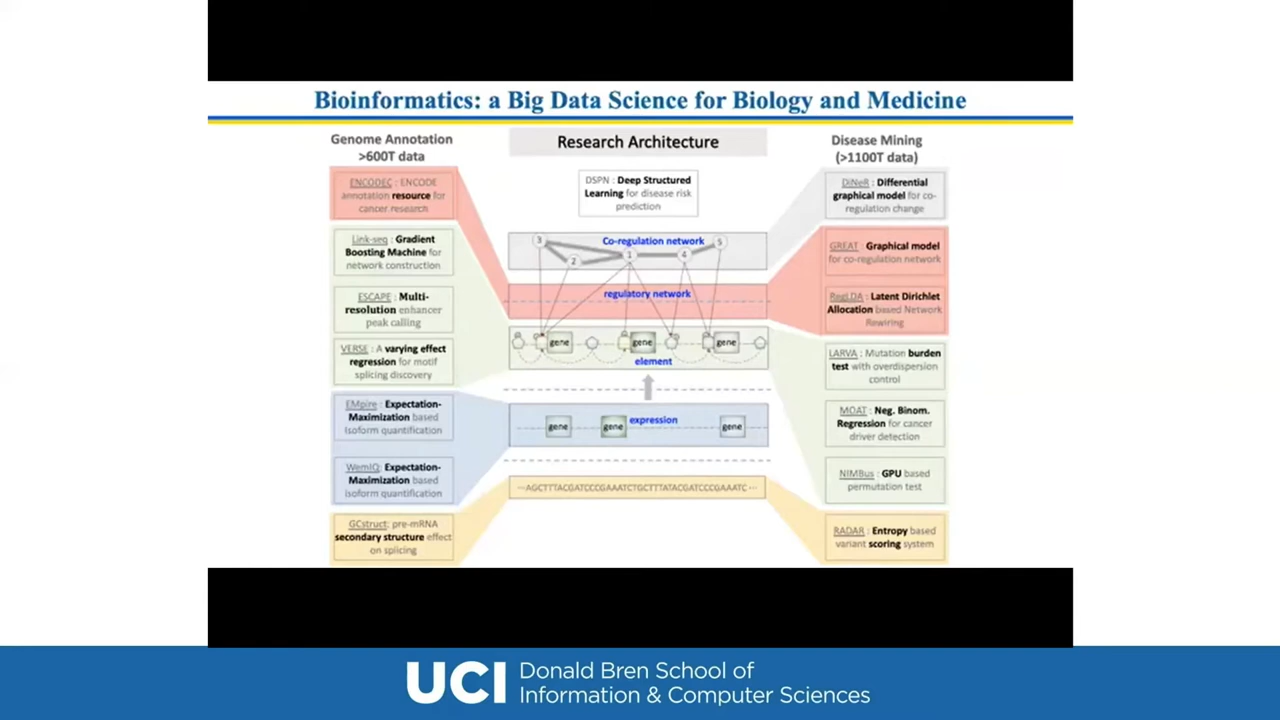 Bioinformatics: a Big Data Science for Biology and Medicine
Genome Annotation
>600T data
ENCODEC : ENCODE
annotation resource for
cancer research
Link-seq: Gradient
Boosting Machine for
network construction
ESCAPE : Multi-
resolution enhancer
peak calling
VERSE : A varying effect
regression for motif
splicing discovery
EMpire : Expectation-
Maximization based
Isoform quantification
WemIQ: Expectation-
Maximization based
Isoform quantification
GCstruct: pre-mRNA
secondary structure effect
on splicing
Research Architecture
DSPN : Deep Structured
Learning for disease risk
prediction
Co-regulation network
3
2
1
4
5
regulatory network
gene
gene
gene
element
expression
gene
gene
gene
---AGCTTTACGATCCCGAAATCTGCTTTATACGATCCCGAAATC---
Disease Mining
(>1100T data)
DiNeR : Differential
graphical model for co-
regulation change
GREAT : Graphical model
for co-regulation network
RegLDA : Latent Dirichlet
Allocation based Network
Rewiring
LARVA : Mutation burden
test with overdispersion
control
MOAT : Neg. Binom.
Regression for cancer
driver detection
NIMBus : GPU based
permutation test
RADAR : Entropy based
variant scoring system
UCI Donald Bren School of
Information & Computer Sciences